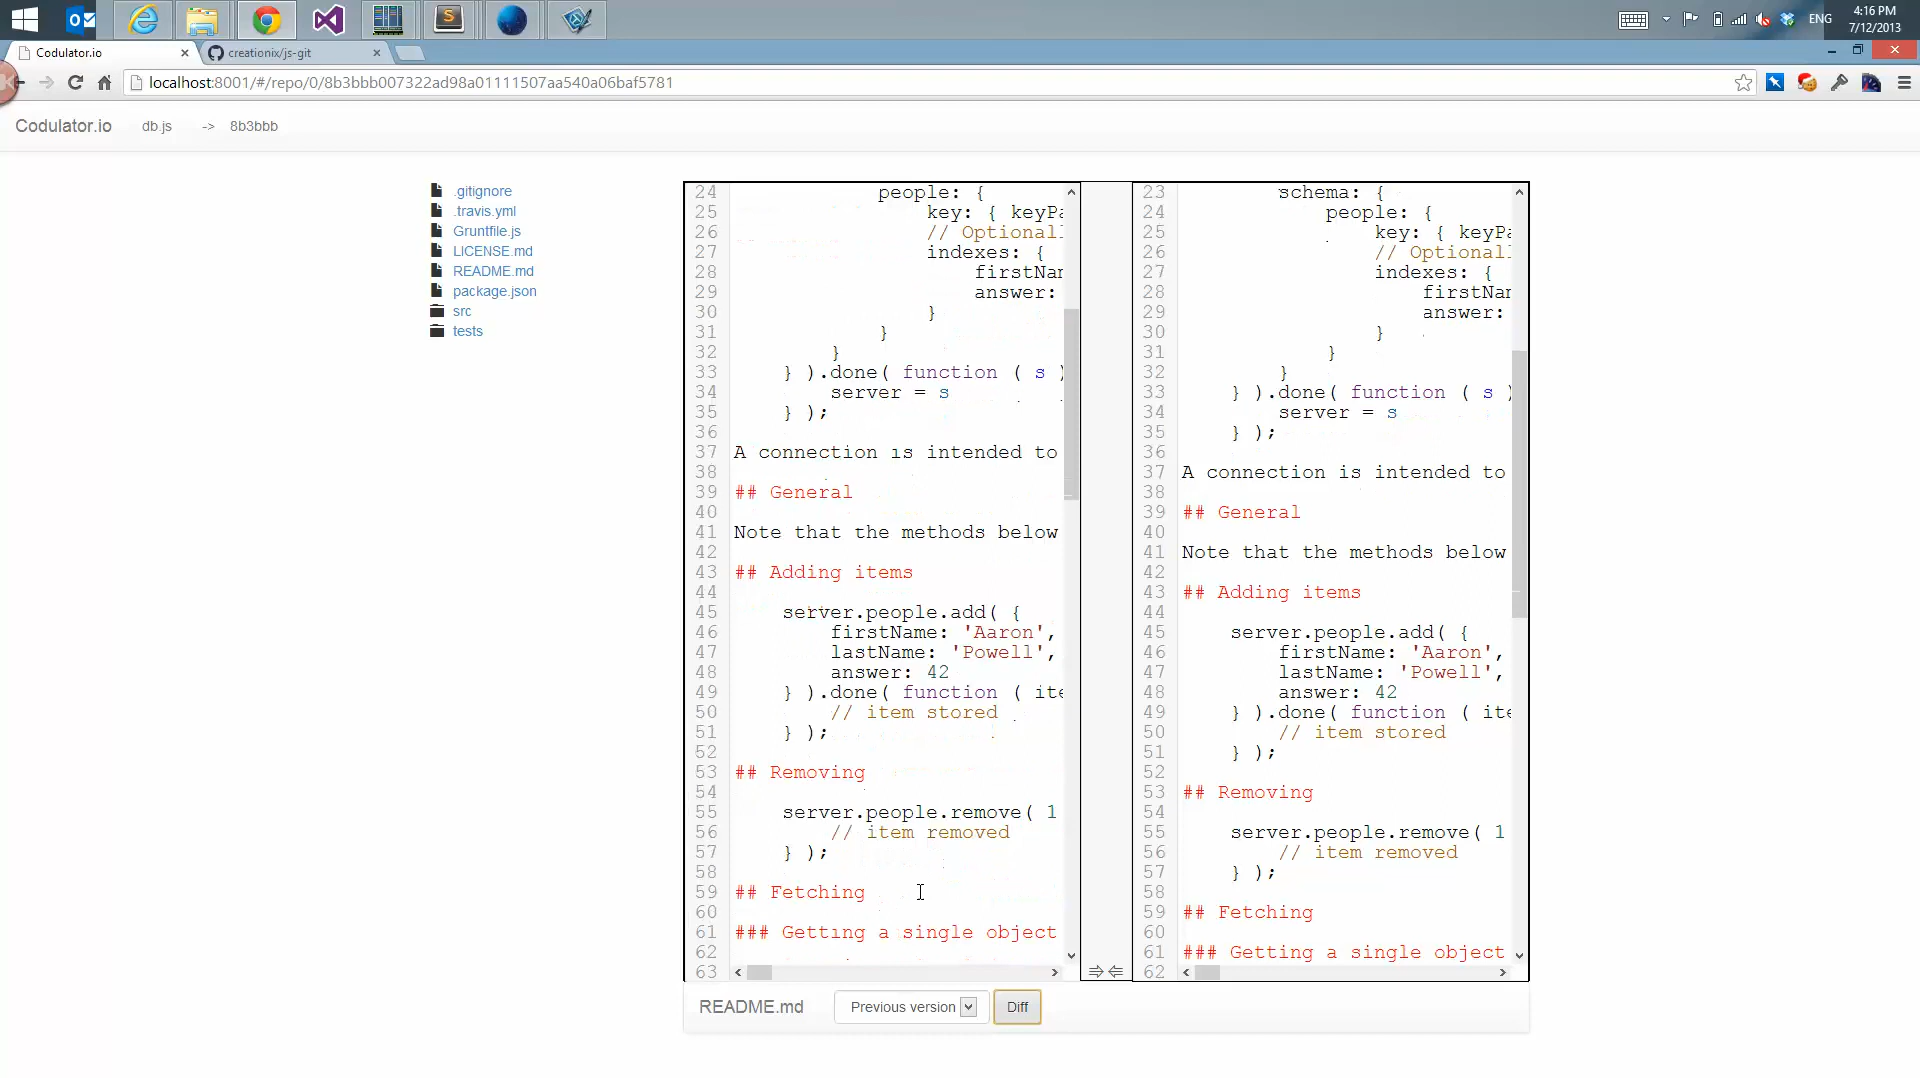 ENG
4:16 PM
7/12/2013
Codulator.io
creationix/js-git
localhost:8001/#/repo/0/8b3bbb007322ad98a01111507aa540a06baf5781
Codulator.io db.js -> 8b3bbb
.gitignore
.travis.yml
Gruntfile.js
LICENSE.md
README.md
package.json
src
tests
24 people: {
25 key: { keyPa
26 // Optional
27 indexes: {
28 firstNam
29 answer:
30 }
31 }
32 }
33 } ).done( function ( s )
34 server = s
35 } );
36
37 A connection is intended to
38
39 ## General
40
41 Note that the methods below
42
43 ## Adding items
44
45 server.people.add( {
46 firstName: 'Aaron',
47 lastName: 'Powell',
48 answer: 42
49 } ).done( function ( ite
50 // item stored
51 } );
52
53 ## Removing
54
55 server.people.remove( 1
56 // item removed
57 } );
58
59 ## Fetching
60
61 ### Getting a single object
62
63
23 schema: {
24 people: {
25 key: { keyPa
26 // Optional
27 indexes: {
28 firstNam
29 answer:
30 }
31 }
32 }
33 } ).done( function ( s )
34 server = s
35 } );
36
37 A connection is intended to
38
39 ## General
40
41 Note that the methods below
42
43 ## Adding items
44
45 server.people.add( {
46 firstName: 'Aaron',
47 lastName: 'Powell',
48 answer: 42
49 } ).done( function ( ite
50 // item stored
51 } );
52
53 ## Removing
54
55 server.people.remove( 1
56 // item removed
57 } );
58
59 ## Fetching
60
61 ### Getting a single object
62
README.md Previous version Diff